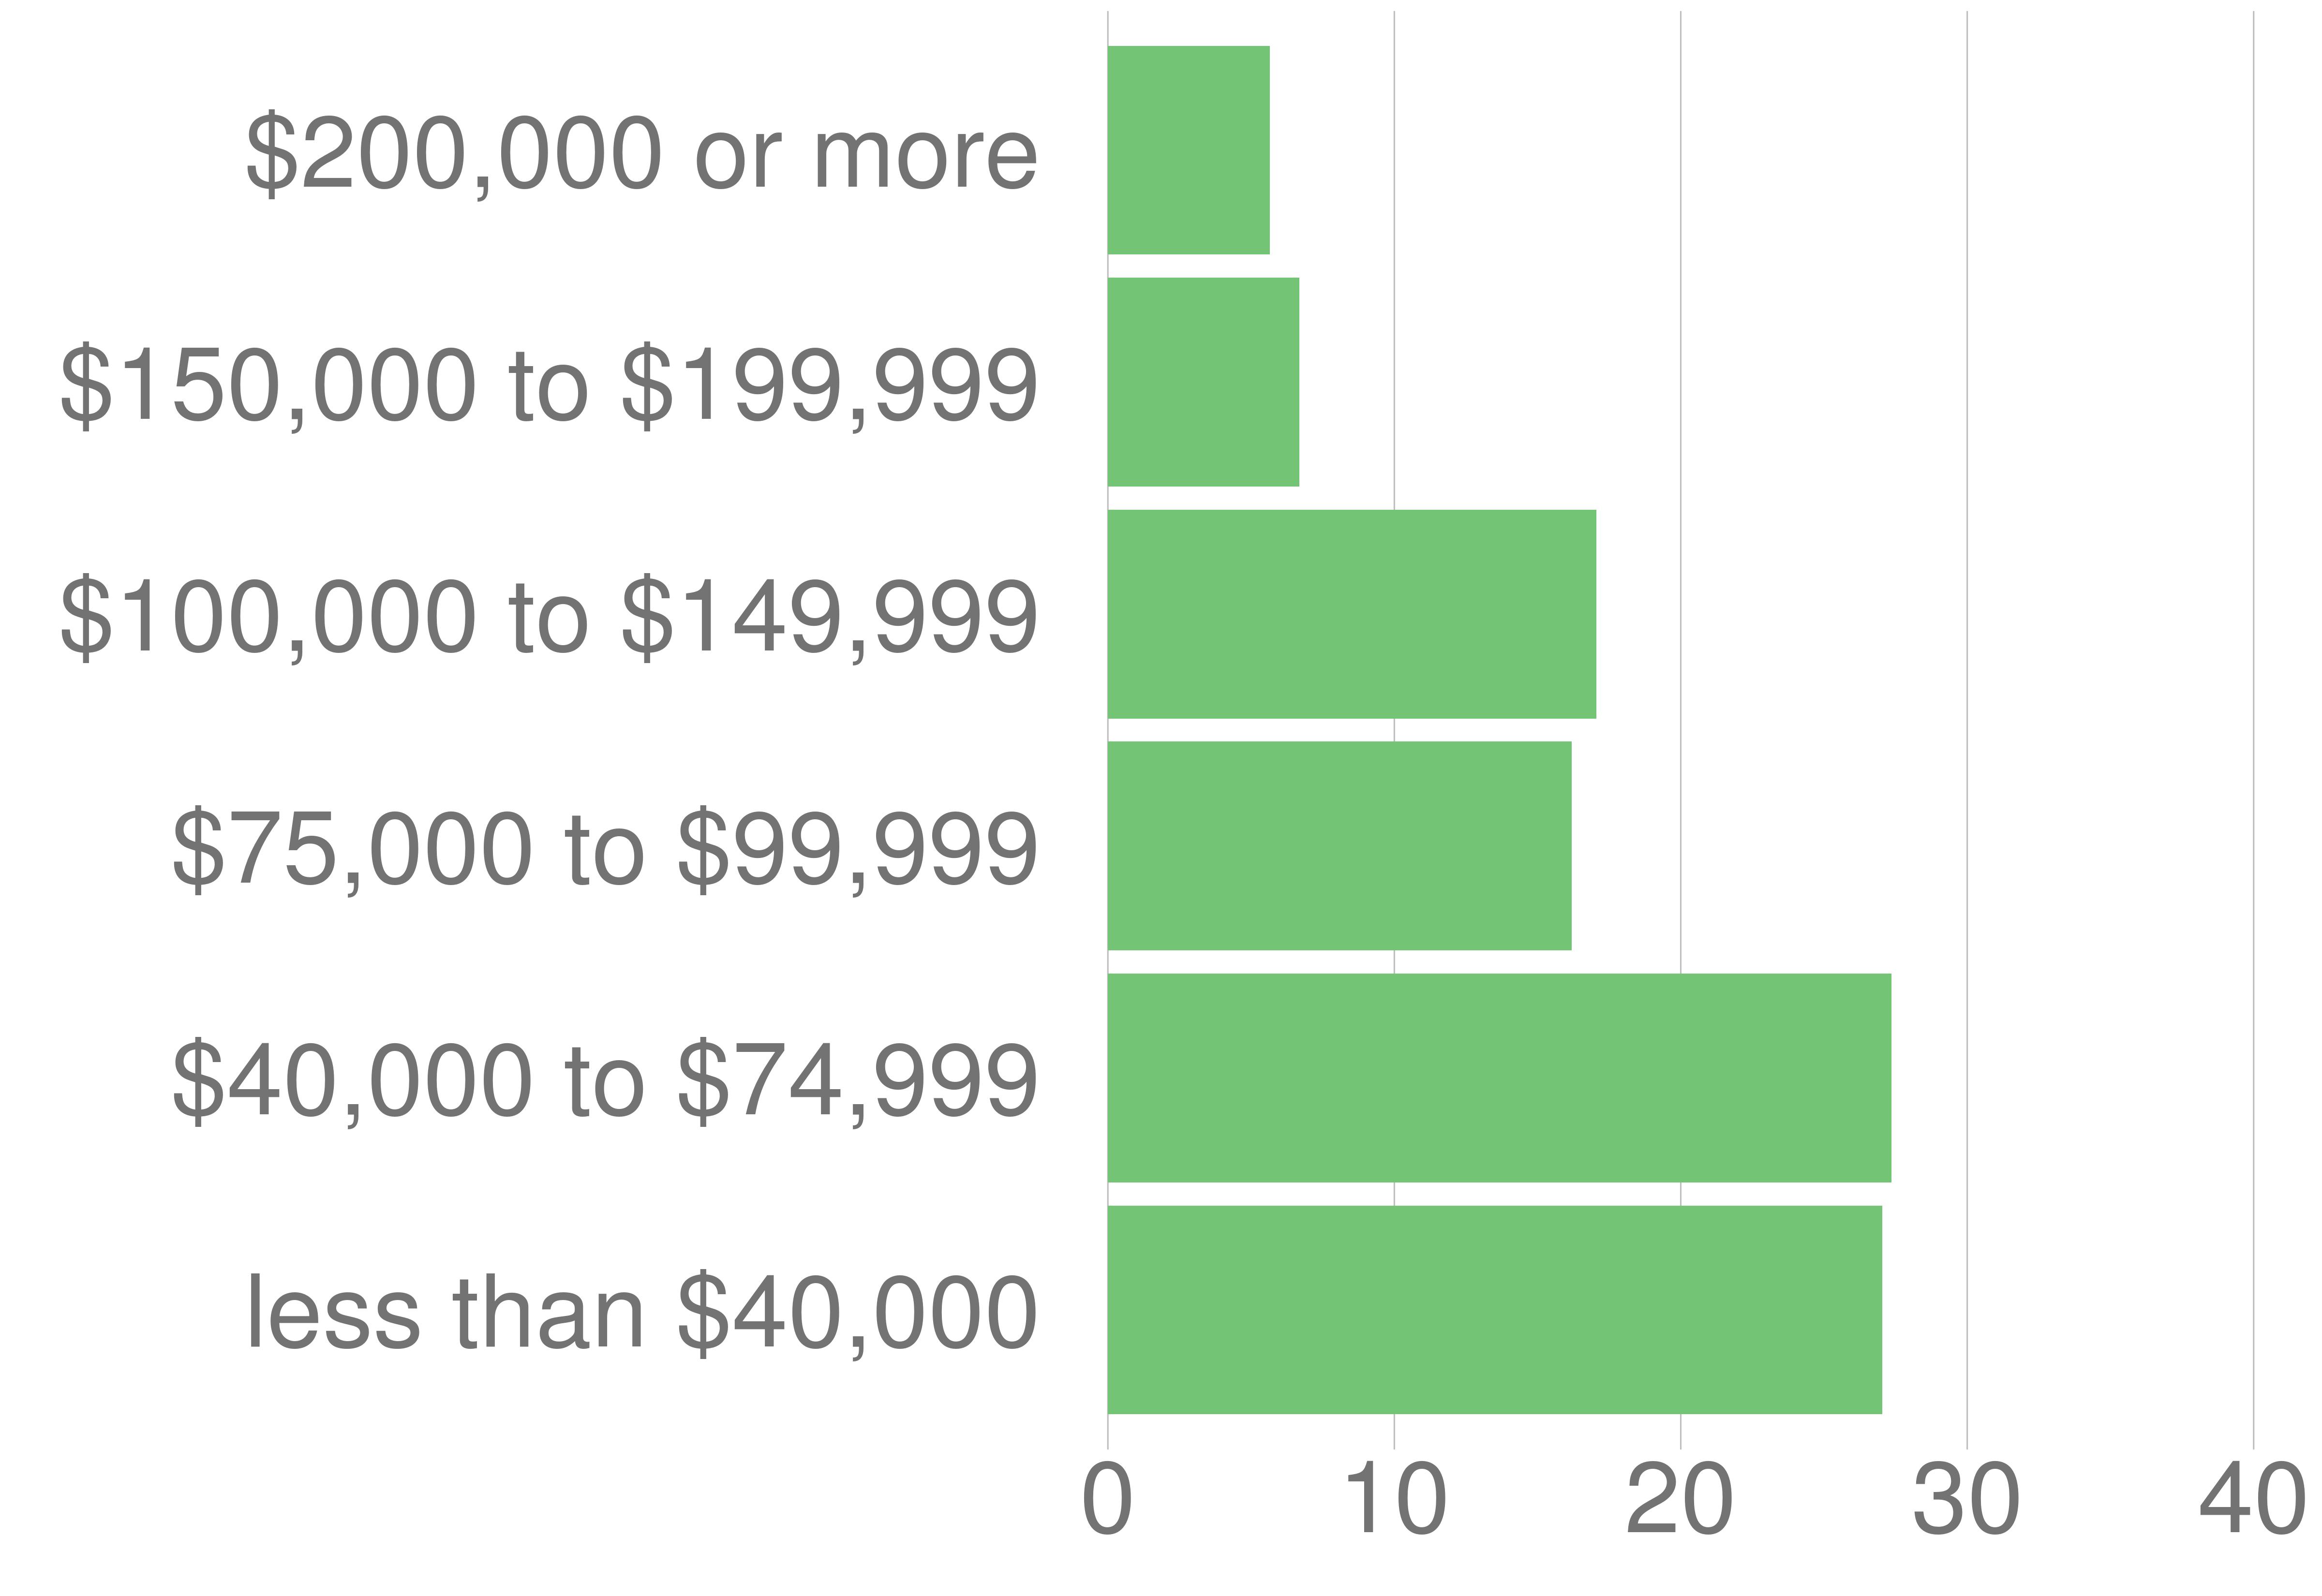 $200,000 or more
$150,000 to $199,999
$100,000 to $149,999
$75,000 to $99,999
$40,000 to $74,999
less than $40,000
0 10 20 30 40